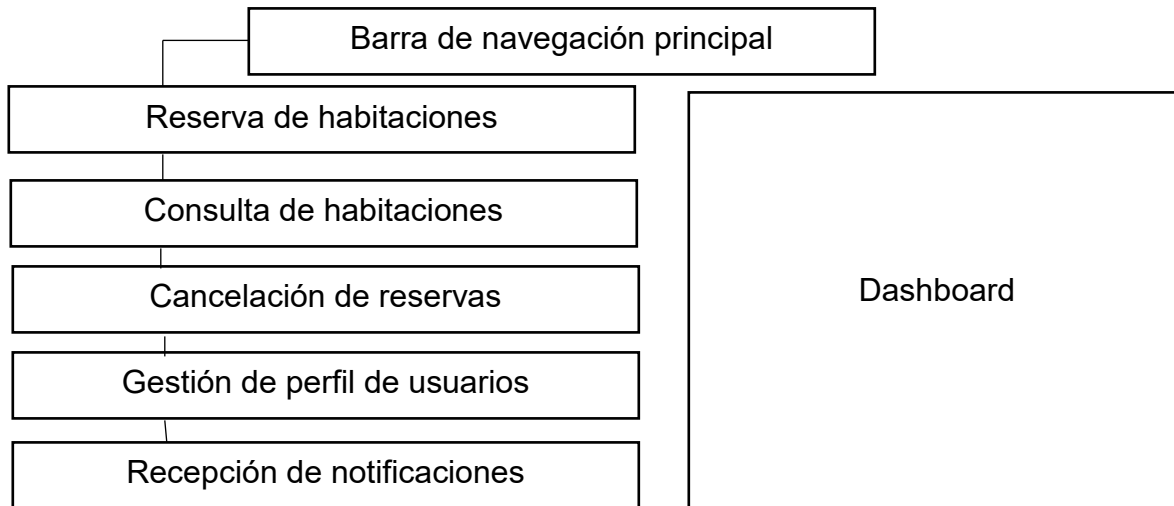 Barra de navegación principal
Reserva de habitaciones
Consulta de habitaciones
Cancelación de reservas
Dashboard
Gestión de perfil de usuarios
Recepción de notificaciones